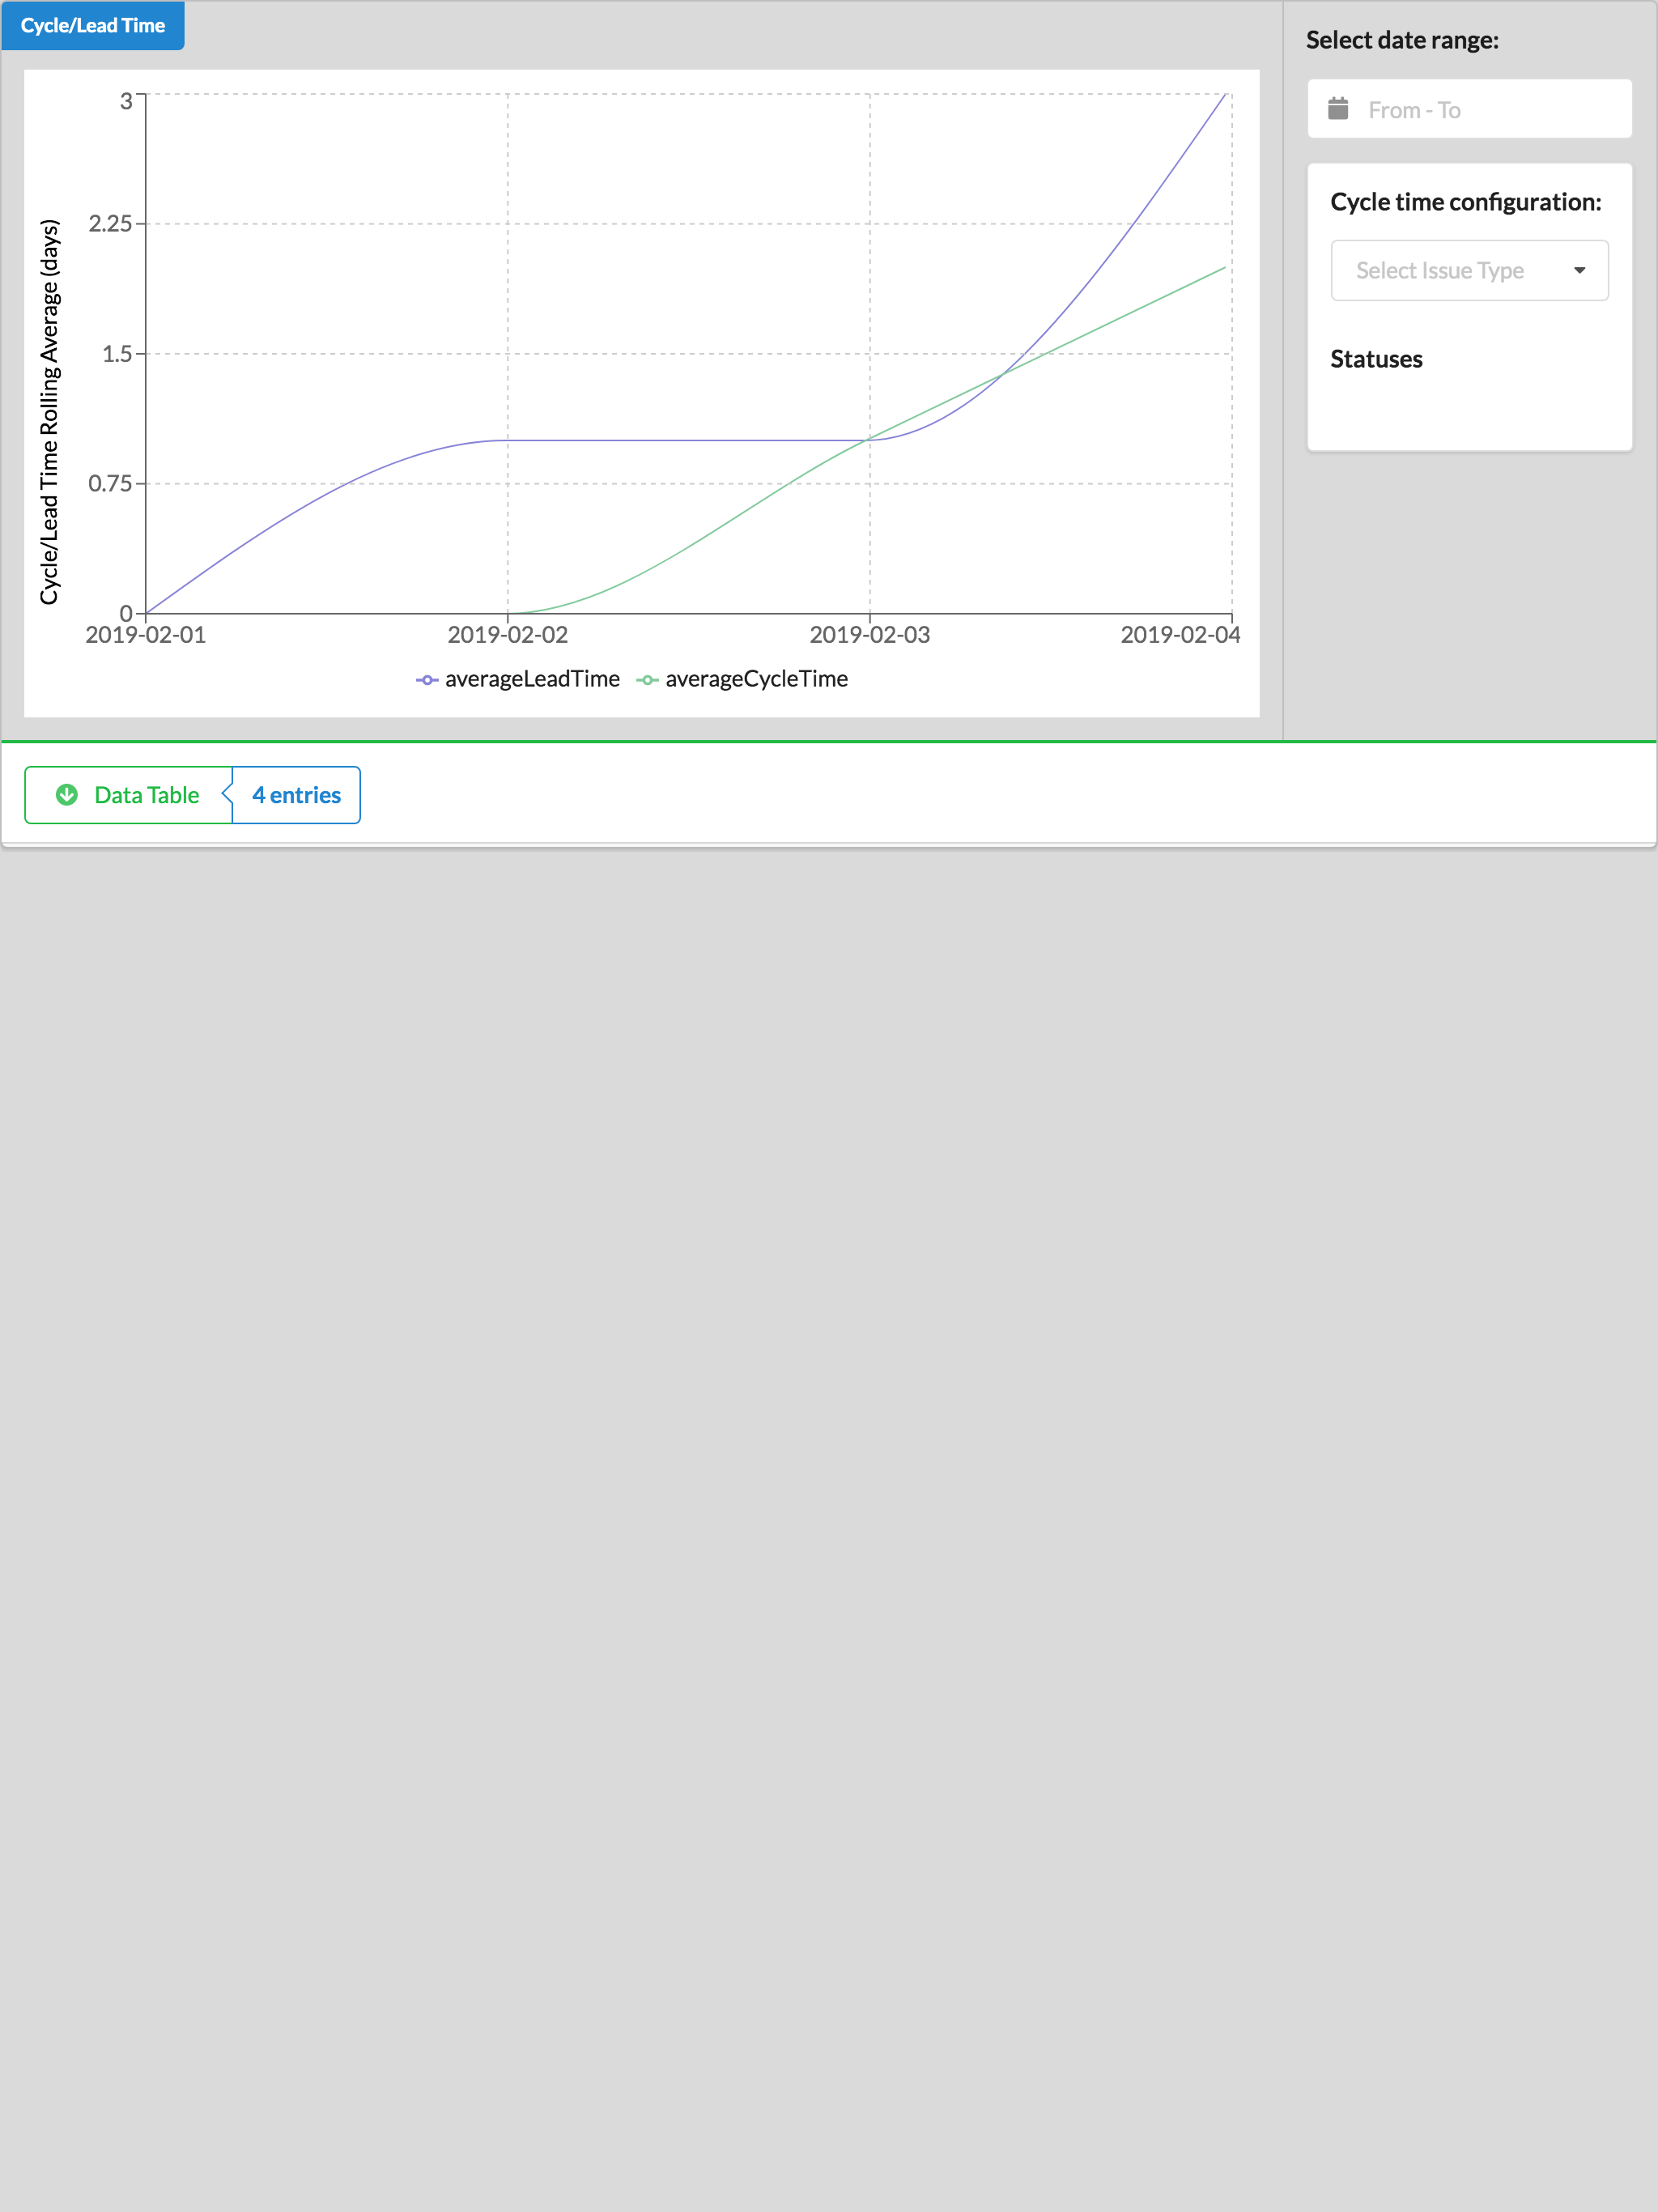 Cycle/Lead Time
Cycle/Lead Time Rolling Average (days)
3
2.25
1.5
0.75
0
2019-02-01
2019-02-02
2019-02-03
2019-02-04
averageLeadTime
averageCycleTime
Select date range:
From - To
Cycle time configuration:
Select Issue Type
Statuses
Data Table
4 entries